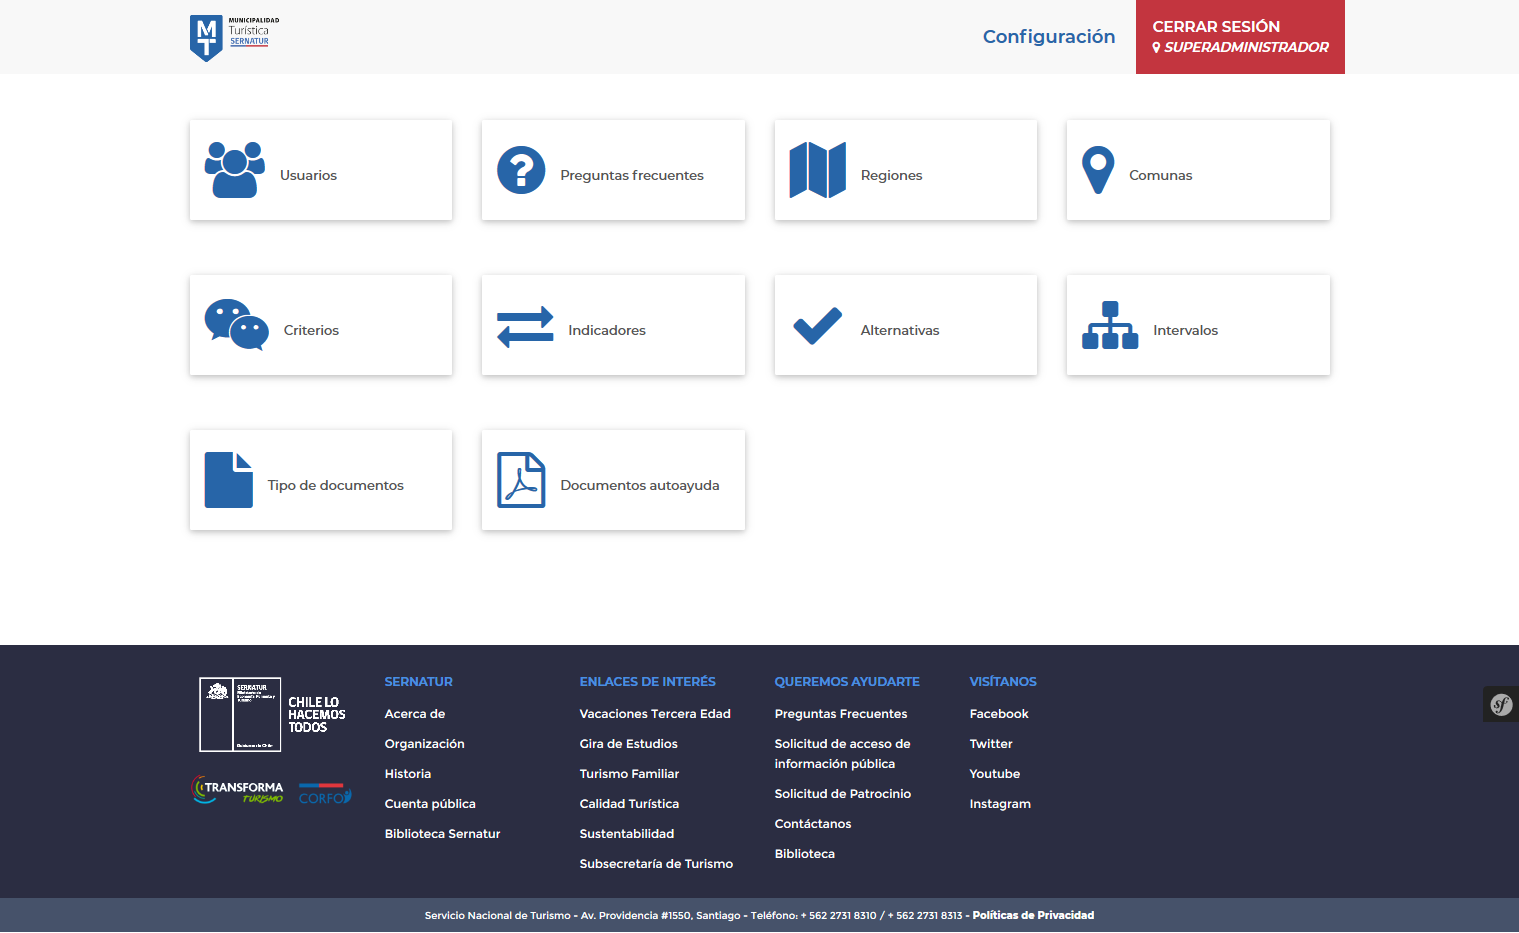 MUNICIPALIDAD
Turística
SERNATUR
Configuración
CERRAR SESIÓN
SUPERADMINISTRADOR
Usuarios
Preguntas frecuentes
Regiones
Comunas
Criterios
Indicadores
Alternativas
Intervalos
Tipo de documentos
Documentos autoayuda
SERNATUR
CHILE LO
HACEMOS
TODOS
TRANSFORMA
TURISMO
CORFO
SERNATUR
Acerca de
Organización
Historia
Cuenta pública
Biblioteca Sernatur
ENLACES DE INTERÉS
Vacaciones Tercera Edad
Gira de Estudios
Turismo Familiar
Calidad Turística
Sustentabilidad
Subsecretaría de Turismo
QUEREMOS AYUDARTE
Preguntas Frecuentes
Solicitud de acceso de
información pública
Solicitud de Patrocinio
Contáctanos
Biblioteca
VISÍTANOS
Facebook
Twitter
Youtube
Instagram
sf
Servicio Nacional de Turismo - Av. Providencia #1550, Santiago - Teléfono: + 562 2731 8310 / + 562 2731 8313 - Políticas de Privacidad